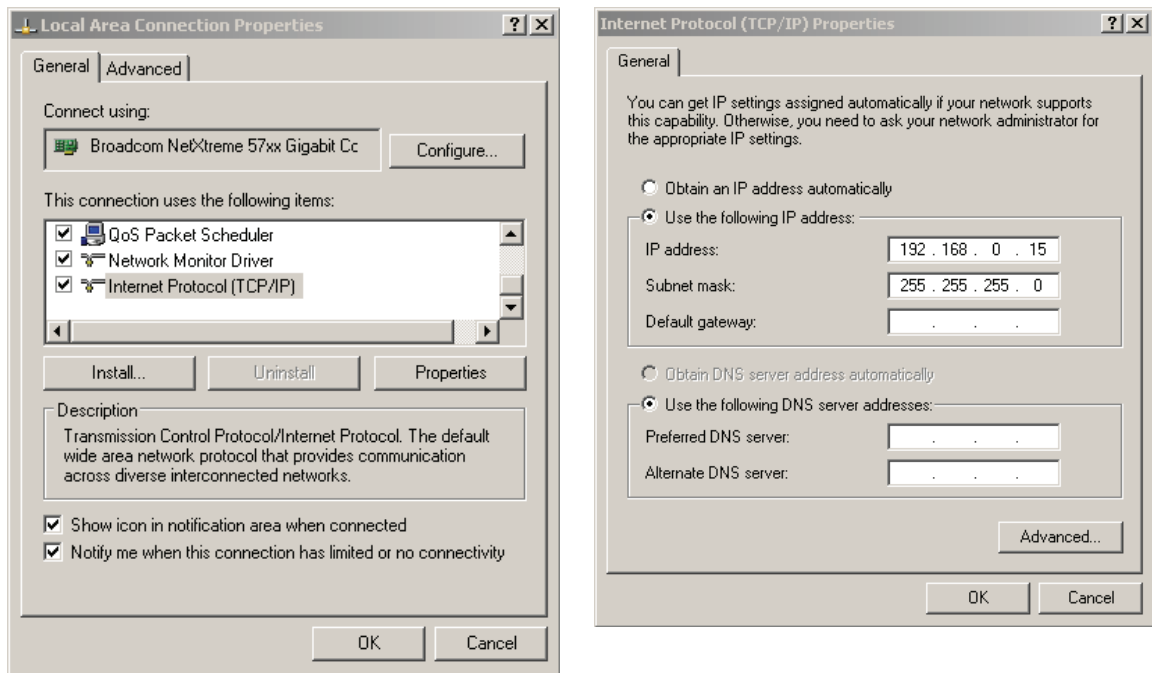 Local Area Connection Properties
General
Advanced
Connect using:
Broadcom NetXtreme 57xx Gigabit Cc
Configure...
This connection uses the following items:
QoS Packet Scheduler
Network Monitor Driver
Internet Protocol (TCP/IP)
Install...
Uninstall
Properties
Description
Transmission Control Protocol/Internet Protocol. The default
wide area network protocol that provides communication
across diverse interconnected networks.
Show icon in notification area when connected
Notify me when this connection has limited or no connectivity
OK
Cancel
Internet Protocol (TCP/IP) Properties
General
You can get IP settings assigned automatically if your network supports
this capability. Otherwise, you need to ask your network administrator for
the appropriate IP settings.
Obtain an IP address automatically
Use the following IP address:
IP address: 192 . 168 . 0 . 15
Subnet mask: 255 . 255 . 255 . 0
Default gateway: . . .
Obtain DNS server address automatically
Use the following DNS server addresses:
Preferred DNS server: . . .
Alternate DNS server: . . .
Advanced...
OK
Cancel